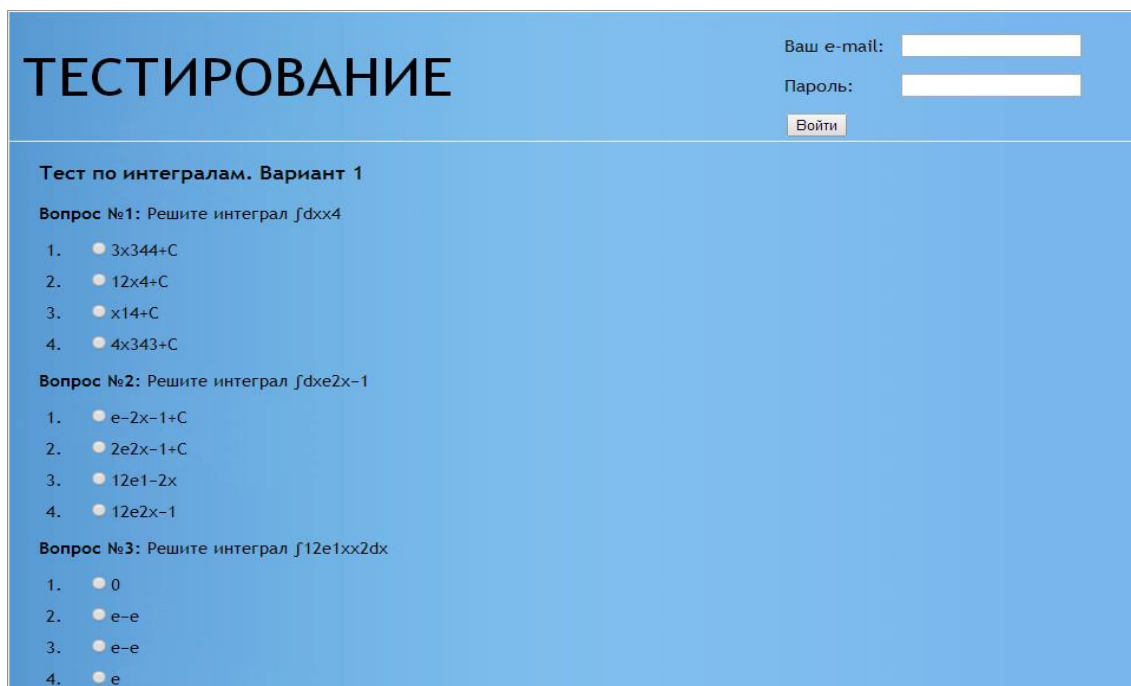 ТЕСТИРОВАНИЕ
Ваш e-mail:
Пароль:
Войти
Тест по интегралам. Вариант 1
Вопрос №1: Решите интеграл ∫dxx4
1. 3x344+C
2. 12x4+C
3. x14+C
4. 4x343+C
Вопрос №2: Решите интеграл ∫dxe2x−1
1. e−2x−1+C
2. 2e2x−1+C
3. 12e1−2x
4. 12e2x−1
Вопрос №3: Решите интеграл ∫12e1xx2dx
1. 0
2. e−e
3. e−e
4. e